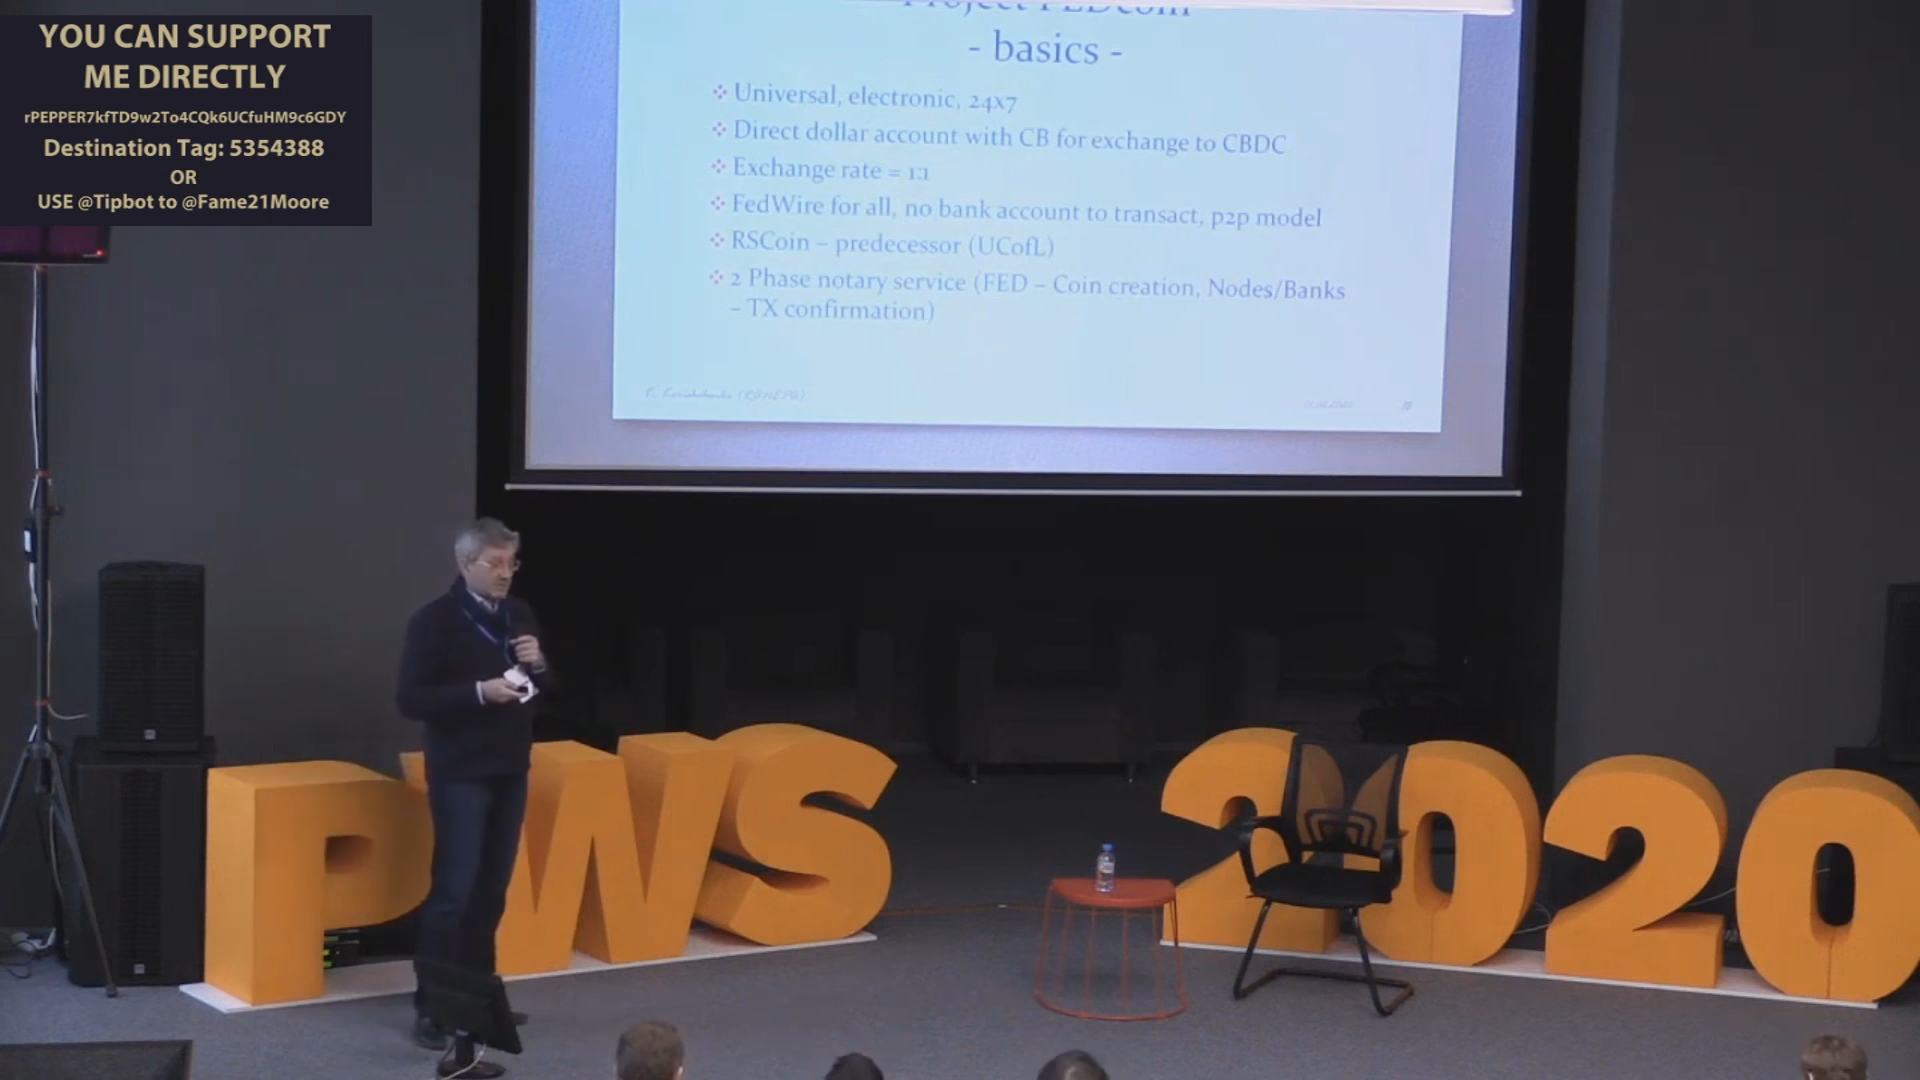 YOU CAN SUPPORT
ME DIRECTLY
rPEPPER7kfTD9w2To4CQk6UCfuHM9c6GDY
Destination Tag: 5354388
OR
USE @Tipbot to @Fame21Moore
Project FEDcoin
- basics -
❖ Universal, electronic, 24x7
❖ Direct dollar account with CB for exchange to CBDC
❖ Exchange rate = 1:1
❖ FedWire for all, no bank account to transact, p2p model
❖ RSCoin – predecessor (UCofL)
❖ 2 Phase notary service (FED – Coin creation, Nodes/Banks
– TX confirmation)
PWS 2020